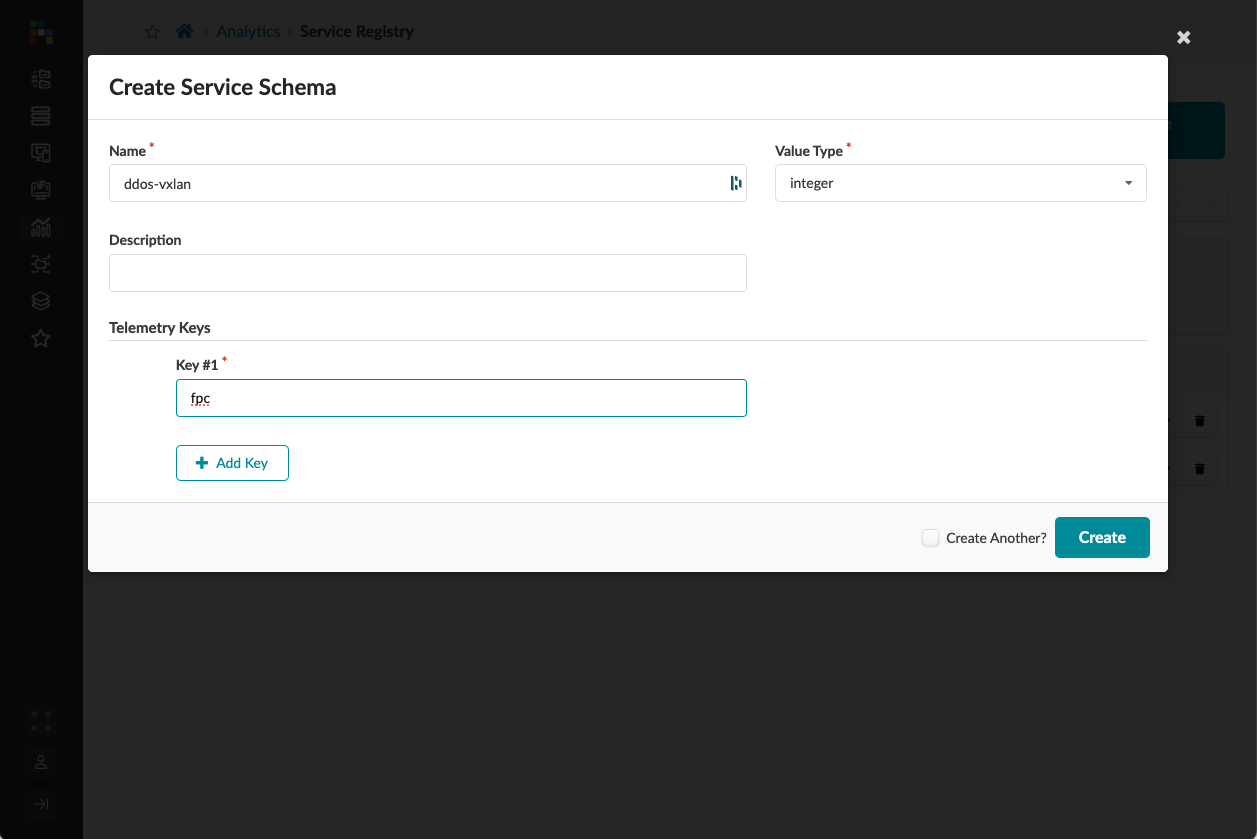 Analytics › Service Registry
Create Service Schema
Name *
Value Type *
ddos-vxlan
integer
Description
Telemetry Keys
Key #1 *
fpc
Add Key
Create Another?
Create